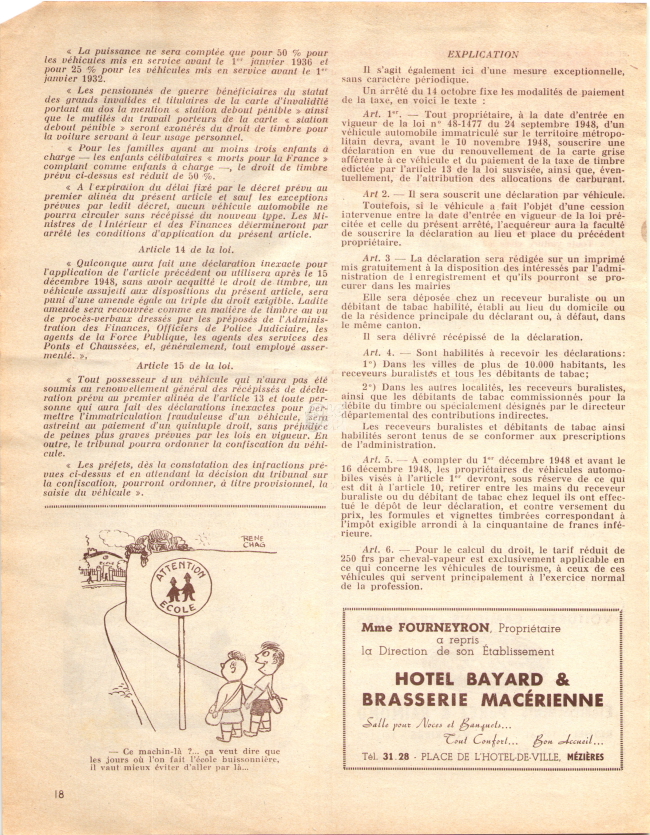 « La puissance ne sera comptée que pour 50 % pour
les véhicules mis en service avant le 1er janvier 1936 et
pour 25 % pour les véhicules mis en service avant le 1er
janvier 1932.
« Les pensionnés de guerre bénéficiaires du statut
des grands invalides et titulaires de la carte d'invalidité
portant au dos la mention « station debout pénible » ainsi
que le mutilés du travail porteurs de la carte « station
debout pénible » seront exonérés du droit de timbre pour
la voiture servant à leur usage personnel.
« Pour les familles ayant au moins trois enfants à
charge — les enfants célibataires « morts pour la France »
comptant comme enfants à charge —, le droit de timbre
prévu ci-dessus est réduit de 50 %.
« A l'expiration du délai fixé par le décret prévu au
premier alinéa du présent article et sauf les exceptions
prévues par ledit décret, aucun véhicule automobile ne
pourra circuler sans récépissé du nouveau type. Les Mi-
nistres de l'Intérieur et des Finances détermineront par
arrêté les conditions d'application du présent article.
Article 14 de la loi.
« Quiconque aura fait une déclaration inexacte pour
l'application de l'article précédent ou utilisera après le 15
décembre 1948, sans avoir acquitté le droit de timbre, un
véhicule assujeti aux dispositions du présent article, sera
puni d'une amende égale au triple du droit exigible. Ladite
amende sera recouvrée comme en matière de timbre au vu
de procès-verbaux dressés par les préposés de l'Adminis-
tration des Finances, Officiers de Police Judiciaire, les
agents de la Force Publique, les agents des services des
Ponts et Chaussées, et, généralement, tout employé asser-
menté. ».
Article 15 de la loi.
« Tout possesseur d'un véhicule qui n'aura pas été
soumis au renouvellement général des récépissés de décla-
ration prévu au premier alinéa de l'article 13 et toute per-
sonne qui aura fait des déclarations inexactes pour per-
mettre l'immatriculation frauduleuse d'un véhicule, sera
astreint au paiement d'un quintuple droit, sans préjudice
de peines plus graves prévues par les lois en vigueur. En
outre, le tribunal pourra ordonner la confiscation du véhi-
cule.
« Les préfets, dès la constatation des infractions pré-
vues ci-dessus et en attendant la décision du tribunal sur
la confiscation, pourront ordonner, à titre provisionnel, la
saisie du véhicule ».
RENÉ
CHAG
ATTENTION
ECOLE
— Ce machin-là ?... ça veut dire que
les jours où l'on fait l'école buissonnière,
il vaut mieux éviter d'aller par là...
18
EXPLICATION
Il s'agit également ici d'une mesure exceptionnelle,
sans caractère périodique.
Un arrêté du 14 octobre fixe les modalités de paiement
de la taxe, en voici le texte :
Art. 1er. — Tout propriétaire, à la date d'entrée en
vigueur de la loi n° 48-1477 du 24 septembre 1948, d'un
véhicule automobile immatriculé sur le territoire métropo-
litain devra, avant le 10 novembre 1948, souscrire une
déclaration en vue du renouvellement de la carte grise
afférente à ce véhicule et du paiement de la taxe de timbre
édictée par l'article 13 de la loi susvisée, ainsi que, éven-
tuellement, de l'attribution des allocations de carburant.
Art 2. — Il sera souscrit une déclaration par véhicule.
Toutefois, si le véhicule a fait l'objet d'une cession
intervenue entre la date d'entrée en vigueur de la loi pré-
citée et celle du présent arrêté, l'acquéreur aura la faculté
de souscrire la déclaration au lieu et place du précédent
propriétaire.
Art. 3 — La déclaration sera rédigée sur un imprimé
mis gratuitement à la disposition des intéressés par l'admi-
nistration de l'enregistrement et qu'ils pourront se pro-
curer dans les mairies
Elle sera déposée chez un receveur buraliste ou un
débitant de tabac habilité, établi au lieu du domicile ou
de la résidence principale du déclarant ou, à défaut, dans
le même canton.
Il sera délivré récépissé de la déclaration.
Art. 4. — Sont habilités à recevoir les déclarations:
1°) Dans les villes de plus de 10.000 habitants, les
receveurs buralistes et tous les débitants de tabac;
2°) Dans les autres localités, les receveurs buralistes,
ainsi que les débitants de tabac commissionnés pour la
débite du timbre ou spécialement désignés par le directeur
départemental des contributions indirectes.
Les receveurs buralistes et débitants de tabac ainsi
habilités seront tenus de se conformer aux prescriptions
de l'administration.
Art. 5. — A compter du 1er décembre 1948 et avant le
16 décembre 1948, les propriétaires de véhicules automo-
biles visés à l'article 1er devront, sous réserve de ce qui
est dit à l'article 10, retirer entre les mains du receveur
buraliste ou du débitant de tabac chez lequel ils ont effec-
tué le dépôt de leur déclaration, et contre versement du
prix, les formules et vignettes timbrées correspondant à
l'impôt exigible arrondi à la cinquantaine de francs infé-
rieure.
Art. 6. — Pour le calcul du droit, le tarif réduit de
250 frs par cheval-vapeur est exclusivement applicable en
ce qui concerne les véhicules de tourisme, à ceux de ces
véhicules qui servent principalement à l'exercice normal
de la profession.
Mme FOURNEYRON, Propriétaire
a repris
la Direction de son Établissement
HOTEL BAYARD &
BRASSERIE MACÉRIENNE
Salle pour Noces et Banquets...
Tout Confort... Bon Accueil...
Tél. 31.28 - PLACE DE L'HOTEL-DE-VILLE, MÉZIÈRES